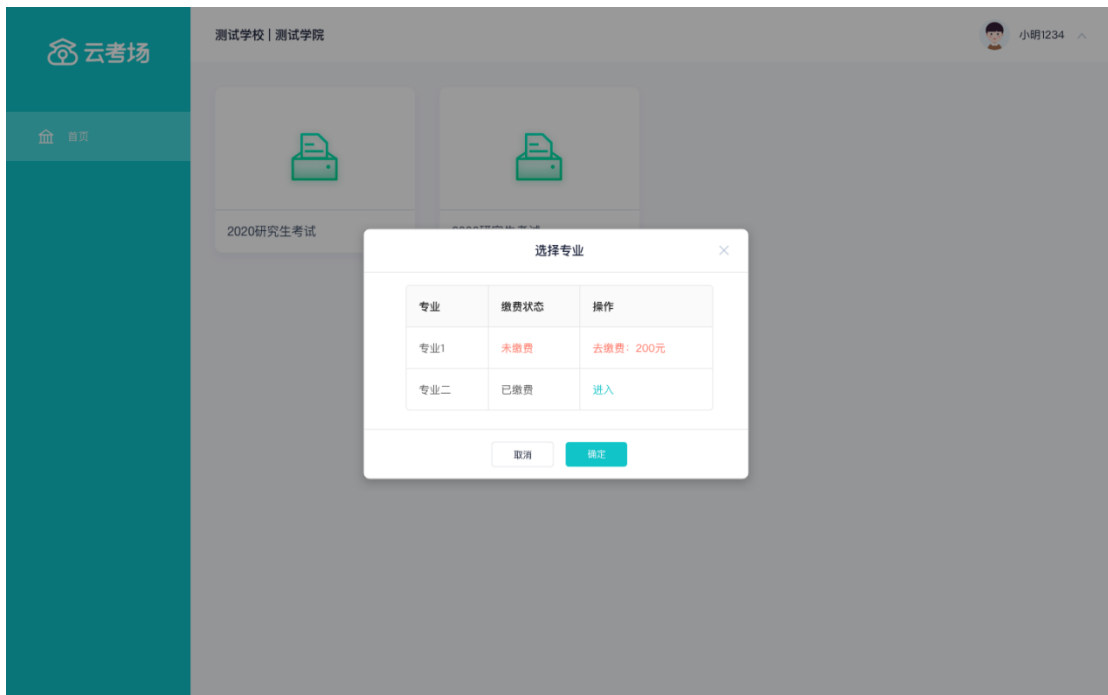 云考场
测试学校 | 测试学院
小明1234
首页
2020研究生考试
选择专业
专业 缴费状态 操作
专业1 未缴费 去缴费：200元
专业二 已缴费 进入
取消 确定